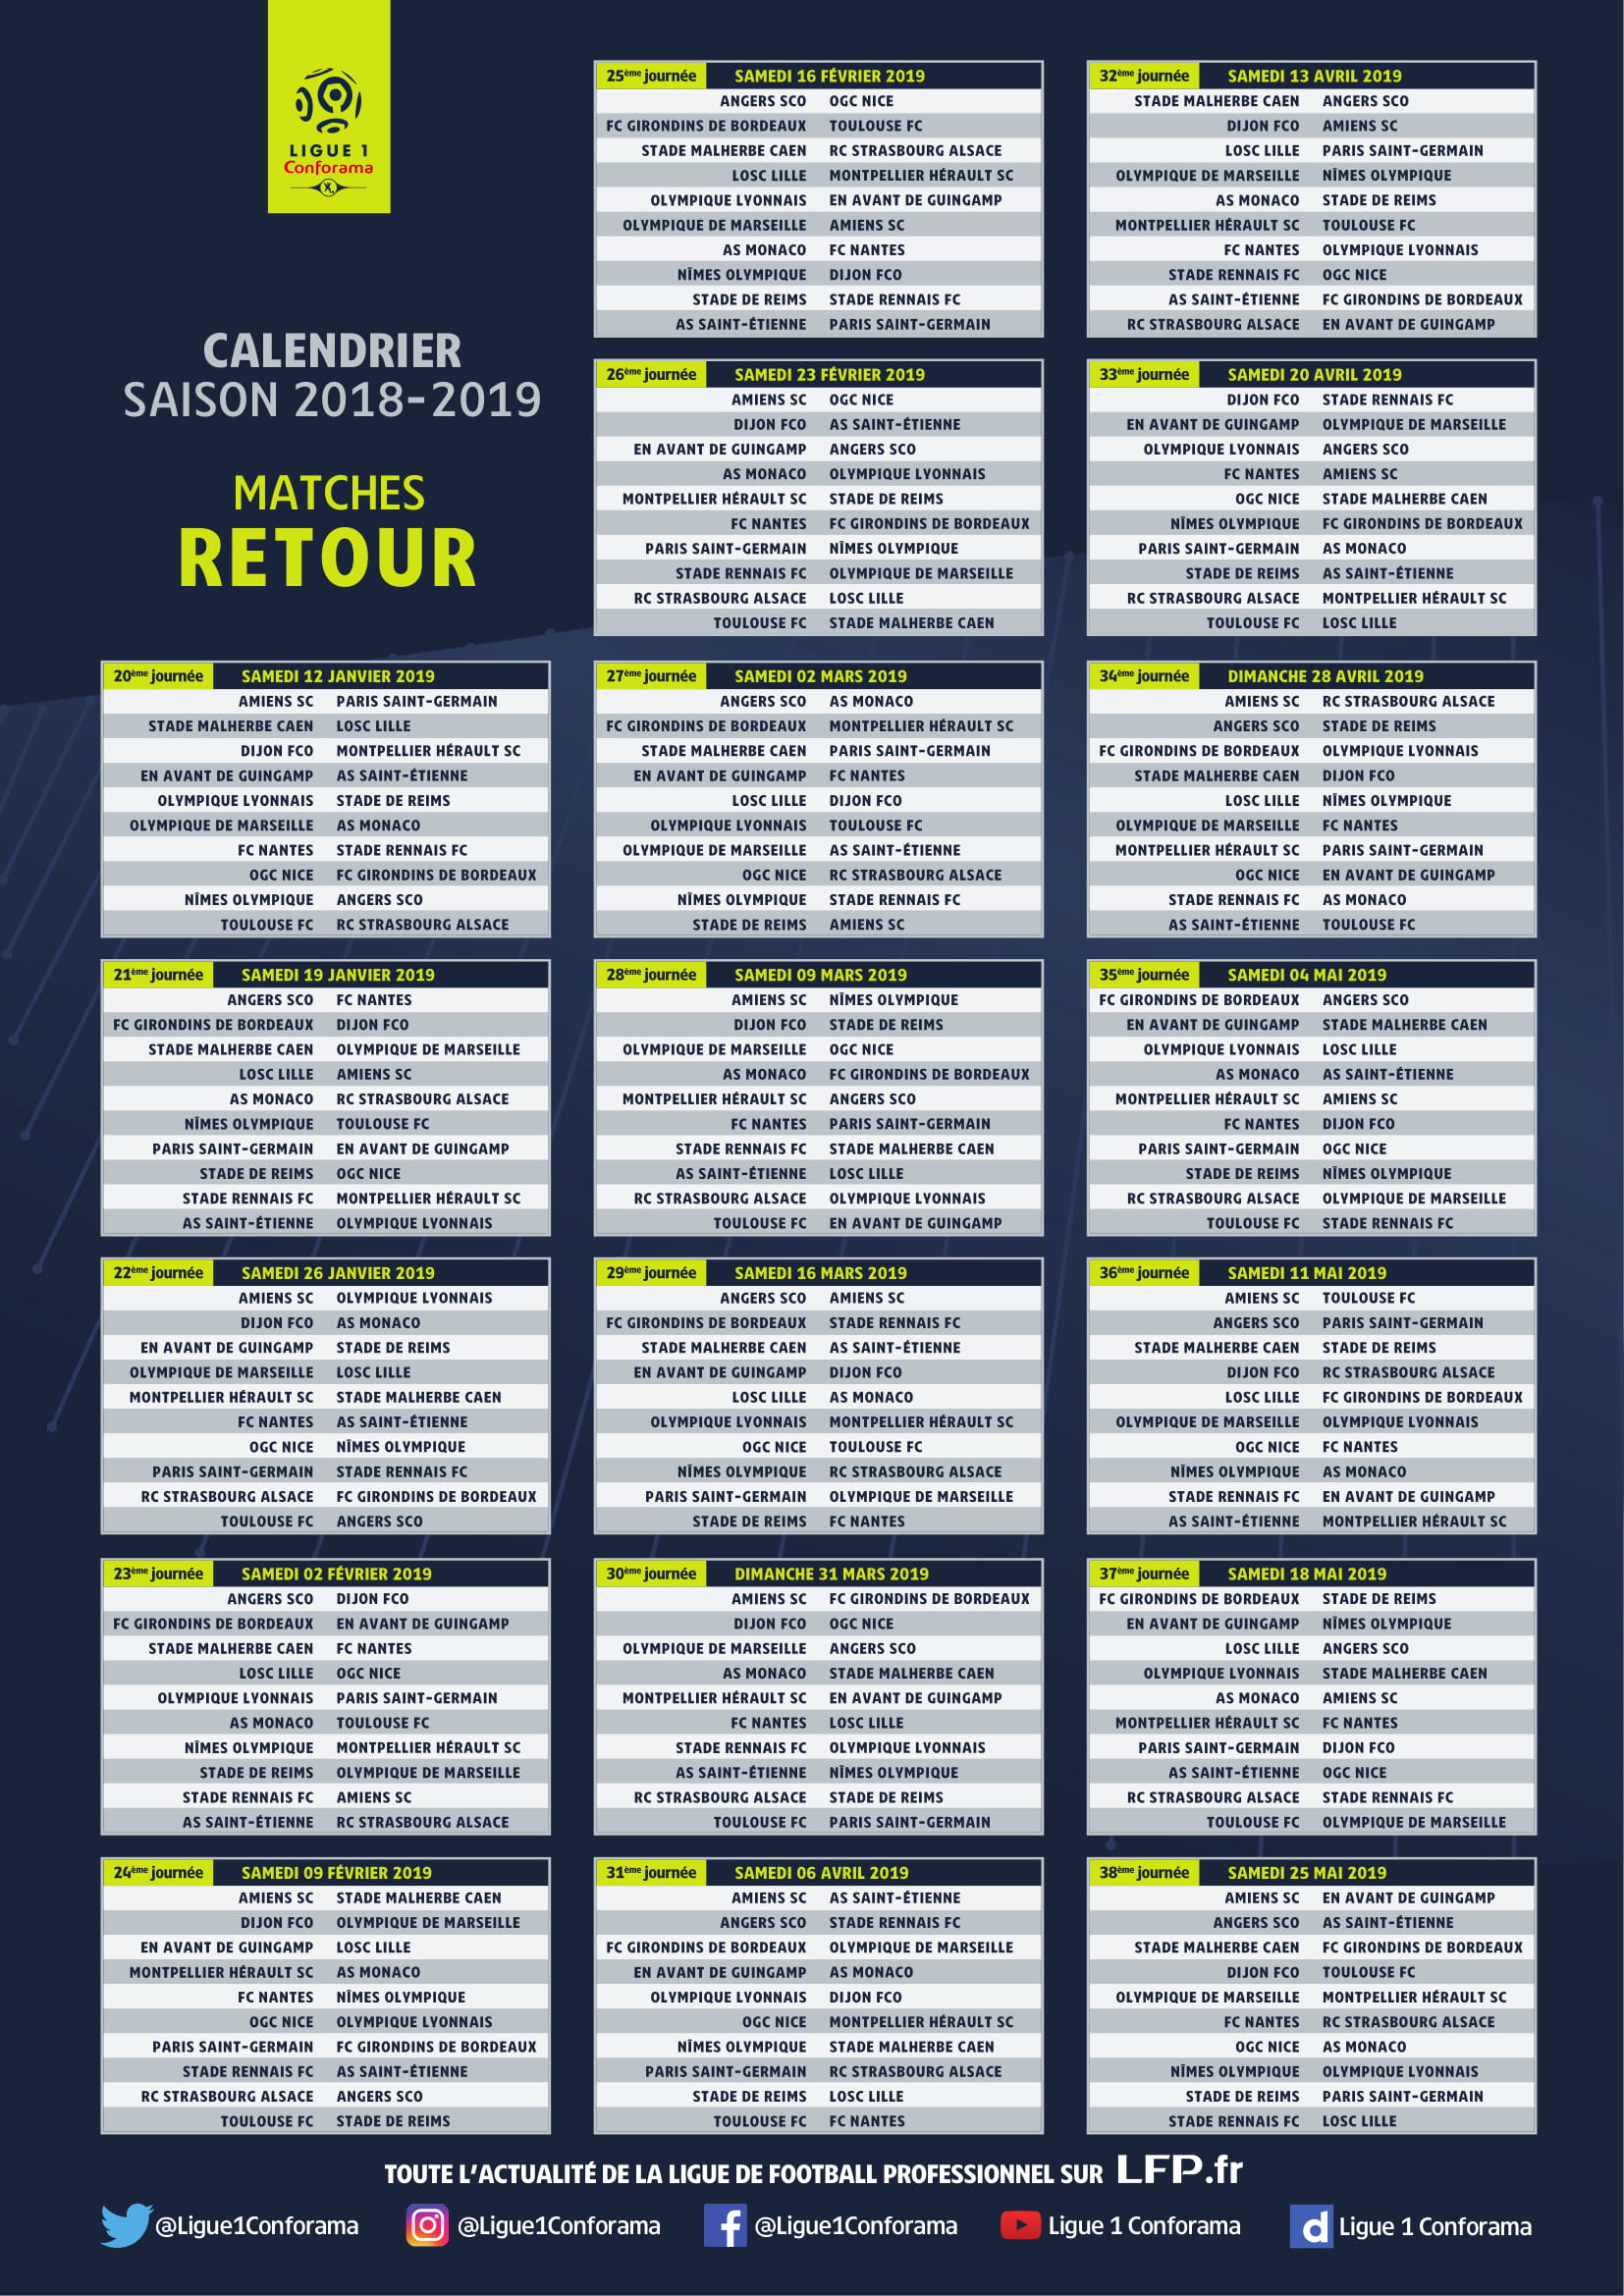 LIGUE 1
Conforama
CALENDRIER
SAISON 2018-2019
MATCHES
RETOUR
20ème journée SAMEDI 12 JANVIER 2019
AMIENS SC PARIS SAINT-GERMAIN
STADE MALHERBE CAEN LOSC LILLE
DIJON FCO MONTPELLIER HÉRAULT SC
EN AVANT DE GUINGAMP AS SAINT-ÉTIENNE
OLYMPIQUE LYONNAIS STADE DE REIMS
OLYMPIQUE DE MARSEILLE AS MONACO
FC NANTES STADE RENNAIS FC
OGC NICE FC GIRONDINS DE BORDEAUX
NÎMES OLYMPIQUE ANGERS SCO
TOULOUSE FC RC STRASBOURG ALSACE
21ème journée SAMEDI 19 JANVIER 2019
ANGERS SCO FC NANTES
FC GIRONDINS DE BORDEAUX DIJON FCO
STADE MALHERBE CAEN OLYMPIQUE DE MARSEILLE
LOSC LILLE AMIENS SC
AS MONACO RC STRASBOURG ALSACE
NÎMES OLYMPIQUE TOULOUSE FC
PARIS SAINT-GERMAIN EN AVANT DE GUINGAMP
STADE DE REIMS OGC NICE
STADE RENNAIS FC MONTPELLIER HÉRAULT SC
AS SAINT-ÉTIENNE OLYMPIQUE LYONNAIS
22ème journée SAMEDI 26 JANVIER 2019
AMIENS SC OLYMPIQUE LYONNAIS
DIJON FCO AS MONACO
EN AVANT DE GUINGAMP STADE DE REIMS
OLYMPIQUE DE MARSEILLE LOSC LILLE
MONTPELLIER HÉRAULT SC STADE MALHERBE CAEN
FC NANTES AS SAINT-ÉTIENNE
OGC NICE NÎMES OLYMPIQUE
PARIS SAINT-GERMAIN STADE RENNAIS FC
RC STRASBOURG ALSACE FC GIRONDINS DE BORDEAUX
TOULOUSE FC ANGERS SCO
23ème journée SAMEDI 02 FÉVRIER 2019
ANGERS SCO DIJON FCO
FC GIRONDINS DE BORDEAUX EN AVANT DE GUINGAMP
STADE MALHERBE CAEN FC NANTES
LOSC LILLE OGC NICE
OLYMPIQUE LYONNAIS PARIS SAINT-GERMAIN
AS MONACO TOULOUSE FC
NÎMES OLYMPIQUE MONTPELLIER HÉRAULT SC
STADE DE REIMS OLYMPIQUE DE MARSEILLE
STADE RENNAIS FC AMIENS SC
AS SAINT-ÉTIENNE RC STRASBOURG ALSACE
24ème journée SAMEDI 09 FÉVRIER 2019
AMIENS SC STADE MALHERBE CAEN
DIJON FCO OLYMPIQUE DE MARSEILLE
EN AVANT DE GUINGAMP LOSC LILLE
MONTPELLIER HÉRAULT SC AS MONACO
FC NANTES NÎMES OLYMPIQUE
OGC NICE OLYMPIQUE LYONNAIS
PARIS SAINT-GERMAIN FC GIRONDINS DE BORDEAUX
STADE RENNAIS FC AS SAINT-ÉTIENNE
RC STRASBOURG ALSACE ANGERS SCO
TOULOUSE FC STADE DE REIMS
25ème journée SAMEDI 16 FÉVRIER 2019
ANGERS SCO OGC NICE
FC GIRONDINS DE BORDEAUX TOULOUSE FC
STADE MALHERBE CAEN RC STRASBOURG ALSACE
LOSC LILLE MONTPELLIER HÉRAULT SC
OLYMPIQUE LYONNAIS EN AVANT DE GUINGAMP
OLYMPIQUE DE MARSEILLE AMIENS SC
AS MONACO FC NANTES
NÎMES OLYMPIQUE DIJON FCO
STADE DE REIMS STADE RENNAIS FC
AS SAINT-ÉTIENNE PARIS SAINT-GERMAIN
26ème journée SAMEDI 23 FÉVRIER 2019
AMIENS SC OGC NICE
DIJON FCO AS SAINT-ÉTIENNE
EN AVANT DE GUINGAMP ANGERS SCO
AS MONACO OLYMPIQUE LYONNAIS
MONTPELLIER HÉRAULT SC STADE DE REIMS
FC NANTES FC GIRONDINS DE BORDEAUX
PARIS SAINT-GERMAIN NÎMES OLYMPIQUE
STADE RENNAIS FC OLYMPIQUE DE MARSEILLE
RC STRASBOURG ALSACE LOSC LILLE
TOULOUSE FC STADE MALHERBE CAEN
27ème journée SAMEDI 02 MARS 2019
ANGERS SCO AS MONACO
FC GIRONDINS DE BORDEAUX MONTPELLIER HÉRAULT SC
STADE MALHERBE CAEN PARIS SAINT-GERMAIN
EN AVANT DE GUINGAMP FC NANTES
LOSC LILLE DIJON FCO
OLYMPIQUE LYONNAIS TOULOUSE FC
OLYMPIQUE DE MARSEILLE AS SAINT-ÉTIENNE
OGC NICE RC STRASBOURG ALSACE
NÎMES OLYMPIQUE STADE RENNAIS FC
STADE DE REIMS AMIENS SC
28ème journée SAMEDI 09 MARS 2019
AMIENS SC NÎMES OLYMPIQUE
DIJON FCO STADE DE REIMS
OLYMPIQUE DE MARSEILLE OGC NICE
AS MONACO FC GIRONDINS DE BORDEAUX
MONTPELLIER HÉRAULT SC ANGERS SCO
FC NANTES PARIS SAINT-GERMAIN
STADE RENNAIS FC STADE MALHERBE CAEN
AS SAINT-ÉTIENNE LOSC LILLE
RC STRASBOURG ALSACE OLYMPIQUE LYONNAIS
TOULOUSE FC EN AVANT DE GUINGAMP
29ème journée SAMEDI 16 MARS 2019
ANGERS SCO AMIENS SC
FC GIRONDINS DE BORDEAUX STADE RENNAIS FC
STADE MALHERBE CAEN AS SAINT-ÉTIENNE
EN AVANT DE GUINGAMP DIJON FCO
LOSC LILLE AS MONACO
OLYMPIQUE LYONNAIS MONTPELLIER HÉRAULT SC
OGC NICE TOULOUSE FC
NÎMES OLYMPIQUE RC STRASBOURG ALSACE
PARIS SAINT-GERMAIN OLYMPIQUE DE MARSEILLE
STADE DE REIMS FC NANTES
30ème journée DIMANCHE 31 MARS 2019
AMIENS SC FC GIRONDINS DE BORDEAUX
DIJON FCO OGC NICE
OLYMPIQUE DE MARSEILLE ANGERS SCO
AS MONACO STADE MALHERBE CAEN
MONTPELLIER HÉRAULT SC EN AVANT DE GUINGAMP
FC NANTES LOSC LILLE
STADE RENNAIS FC OLYMPIQUE LYONNAIS
AS SAINT-ÉTIENNE NÎMES OLYMPIQUE
RC STRASBOURG ALSACE STADE DE REIMS
TOULOUSE FC PARIS SAINT-GERMAIN
31ème journée SAMEDI 06 AVRIL 2019
AMIENS SC AS SAINT-ÉTIENNE
ANGERS SCO STADE RENNAIS FC
FC GIRONDINS DE BORDEAUX OLYMPIQUE DE MARSEILLE
EN AVANT DE GUINGAMP AS MONACO
OLYMPIQUE LYONNAIS DIJON FCO
OGC NICE MONTPELLIER HÉRAULT SC
NÎMES OLYMPIQUE STADE MALHERBE CAEN
PARIS SAINT-GERMAIN RC STRASBOURG ALSACE
STADE DE REIMS LOSC LILLE
TOULOUSE FC FC NANTES
32ème journée SAMEDI 13 AVRIL 2019
STADE MALHERBE CAEN ANGERS SCO
DIJON FCO AMIENS SC
LOSC LILLE PARIS SAINT-GERMAIN
OLYMPIQUE DE MARSEILLE NÎMES OLYMPIQUE
AS MONACO STADE DE REIMS
MONTPELLIER HÉRAULT SC TOULOUSE FC
FC NANTES OLYMPIQUE LYONNAIS
STADE RENNAIS FC OGC NICE
AS SAINT-ÉTIENNE FC GIRONDINS DE BORDEAUX
RC STRASBOURG ALSACE EN AVANT DE GUINGAMP
33ème journée SAMEDI 20 AVRIL 2019
DIJON FCO STADE RENNAIS FC
EN AVANT DE GUINGAMP OLYMPIQUE DE MARSEILLE
OLYMPIQUE LYONNAIS ANGERS SCO
FC NANTES AMIENS SC
OGC NICE STADE MALHERBE CAEN
NÎMES OLYMPIQUE FC GIRONDINS DE BORDEAUX
PARIS SAINT-GERMAIN AS MONACO
STADE DE REIMS AS SAINT-ÉTIENNE
RC STRASBOURG ALSACE MONTPELLIER HÉRAULT SC
TOULOUSE FC LOSC LILLE
34ème journée DIMANCHE 28 AVRIL 2019
AMIENS SC RC STRASBOURG ALSACE
ANGERS SCO STADE DE REIMS
FC GIRONDINS DE BORDEAUX OLYMPIQUE LYONNAIS
STADE MALHERBE CAEN DIJON FCO
LOSC LILLE NÎMES OLYMPIQUE
OLYMPIQUE DE MARSEILLE FC NANTES
MONTPELLIER HÉRAULT SC PARIS SAINT-GERMAIN
OGC NICE EN AVANT DE GUINGAMP
STADE RENNAIS FC AS MONACO
AS SAINT-ÉTIENNE TOULOUSE FC
35ème journée SAMEDI 04 MAI 2019
FC GIRONDINS DE BORDEAUX ANGERS SCO
EN AVANT DE GUINGAMP STADE MALHERBE CAEN
OLYMPIQUE LYONNAIS LOSC LILLE
AS MONACO AS SAINT-ÉTIENNE
MONTPELLIER HÉRAULT SC AMIENS SC
FC NANTES DIJON FCO
PARIS SAINT-GERMAIN OGC NICE
STADE DE REIMS NÎMES OLYMPIQUE
RC STRASBOURG ALSACE OLYMPIQUE DE MARSEILLE
TOULOUSE FC STADE RENNAIS FC
36ème journée SAMEDI 11 MAI 2019
AMIENS SC TOULOUSE FC
ANGERS SCO PARIS SAINT-GERMAIN
STADE MALHERBE CAEN STADE DE REIMS
DIJON FCO RC STRASBOURG ALSACE
LOSC LILLE FC GIRONDINS DE BORDEAUX
OLYMPIQUE DE MARSEILLE OLYMPIQUE LYONNAIS
OGC NICE FC NANTES
NÎMES OLYMPIQUE AS MONACO
STADE RENNAIS FC EN AVANT DE GUINGAMP
AS SAINT-ÉTIENNE MONTPELLIER HÉRAULT SC
37ème journée SAMEDI 18 MAI 2019
FC GIRONDINS DE BORDEAUX STADE DE REIMS
EN AVANT DE GUINGAMP NÎMES OLYMPIQUE
LOSC LILLE ANGERS SCO
OLYMPIQUE LYONNAIS STADE MALHERBE CAEN
AS MONACO AMIENS SC
MONTPELLIER HÉRAULT SC FC NANTES
PARIS SAINT-GERMAIN DIJON FCO
AS SAINT-ÉTIENNE OGC NICE
RC STRASBOURG ALSACE STADE RENNAIS FC
TOULOUSE FC OLYMPIQUE DE MARSEILLE
38ème journée SAMEDI 25 MAI 2019
AMIENS SC EN AVANT DE GUINGAMP
ANGERS SCO AS SAINT-ÉTIENNE
STADE MALHERBE CAEN FC GIRONDINS DE BORDEAUX
DIJON FCO TOULOUSE FC
OLYMPIQUE DE MARSEILLE MONTPELLIER HÉRAULT SC
FC NANTES RC STRASBOURG ALSACE
OGC NICE AS MONACO
NÎMES OLYMPIQUE OLYMPIQUE LYONNAIS
STADE DE REIMS PARIS SAINT-GERMAIN
STADE RENNAIS FC LOSC LILLE
TOUTE L'ACTUALITÉ DE LA LIGUE DE FOOTBALL PROFESSIONNEL SUR LFP.fr
@Ligue1Conforama @Ligue1Conforama @Ligue1Conforama Ligue 1 Conforama d Ligue 1 Conforama